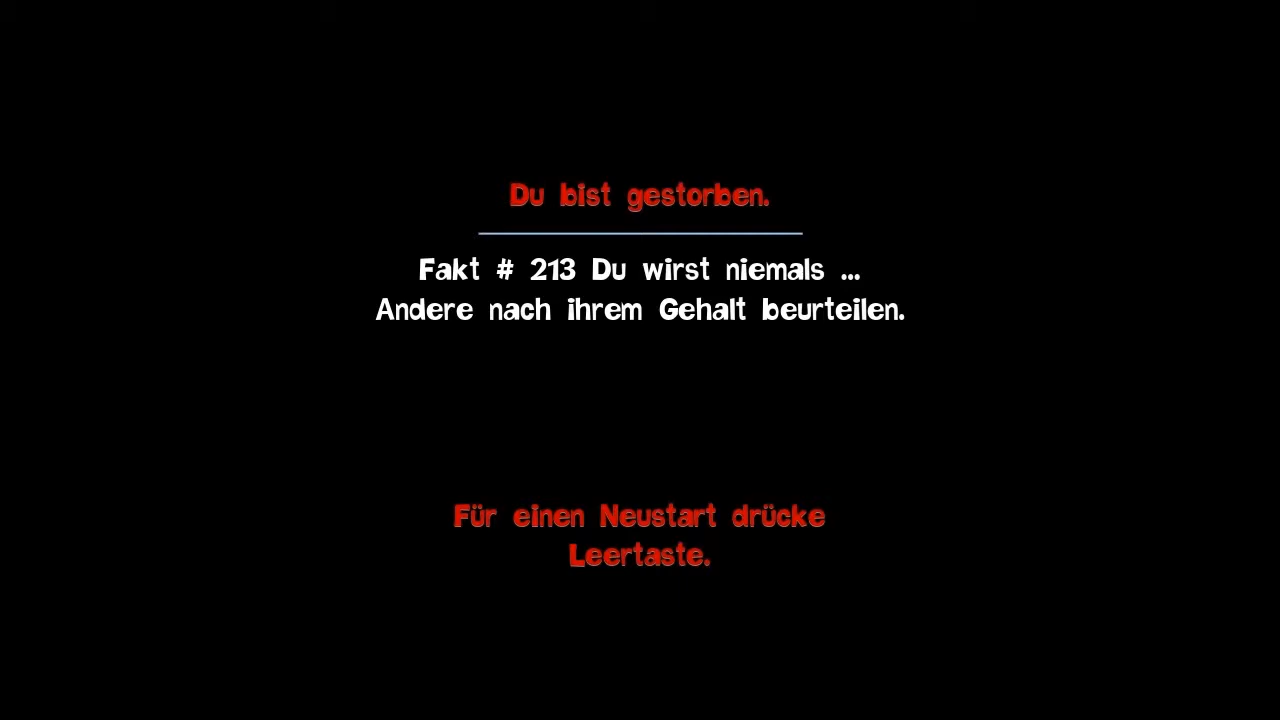 Du bist gestorben.
Fakt # 213 Du wirst niemals ...
Andere nach ihrem Gehalt beurteilen.
Für einen Neustart drücke
Leertaste.